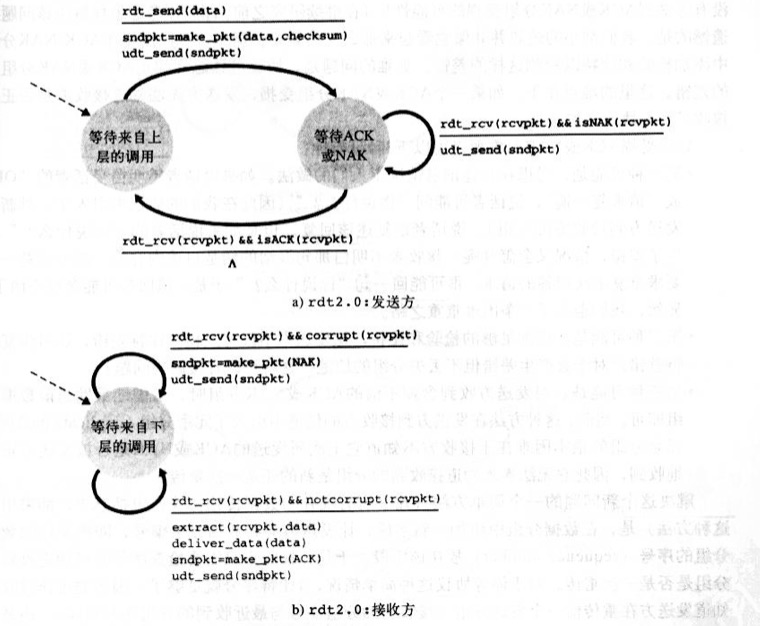 rdt_send(data)
sndpkt=make_pkt(data,checksum)
udt_send(sndpkt)
等待来自上
层的调用
等待ACK
或NAK
rdt_rcv(rcvpkt)&&isNAK(rcvpkt)
udt_send(sndpkt)
rdt_rcv(rcvpkt)&&isACK(rcvpkt)
Λ
a) rdt2.0:发送方
rdt_rcv(rcvpkt)&&corrupt(rcvpkt)
sndpkt=make_pkt(NAK)
udt_send(sndpkt)
等待来自下
层的调用
rdt_rcv(rcvpkt)&&notcorrupt(rcvpkt)
extract(rcvpkt,data)
deliver_data(data)
sndpkt=make_pkt(ACK)
udt_send(sndpkt)
b) rdt2.0:接收方